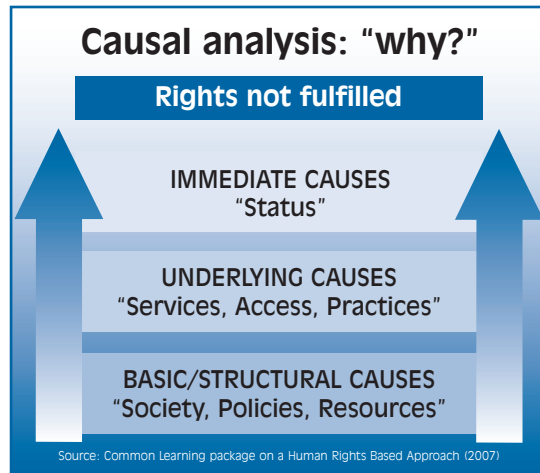 Causal analysis: “why?”
Rights not fulfilled
IMMEDIATE CAUSES
“Status”
UNDERLYING CAUSES
“Services, Access, Practices”
BASIC/STRUCTURAL CAUSES
“Society, Policies, Resources”
Source: Common Learning package on a Human Rights Based Approach (2007)